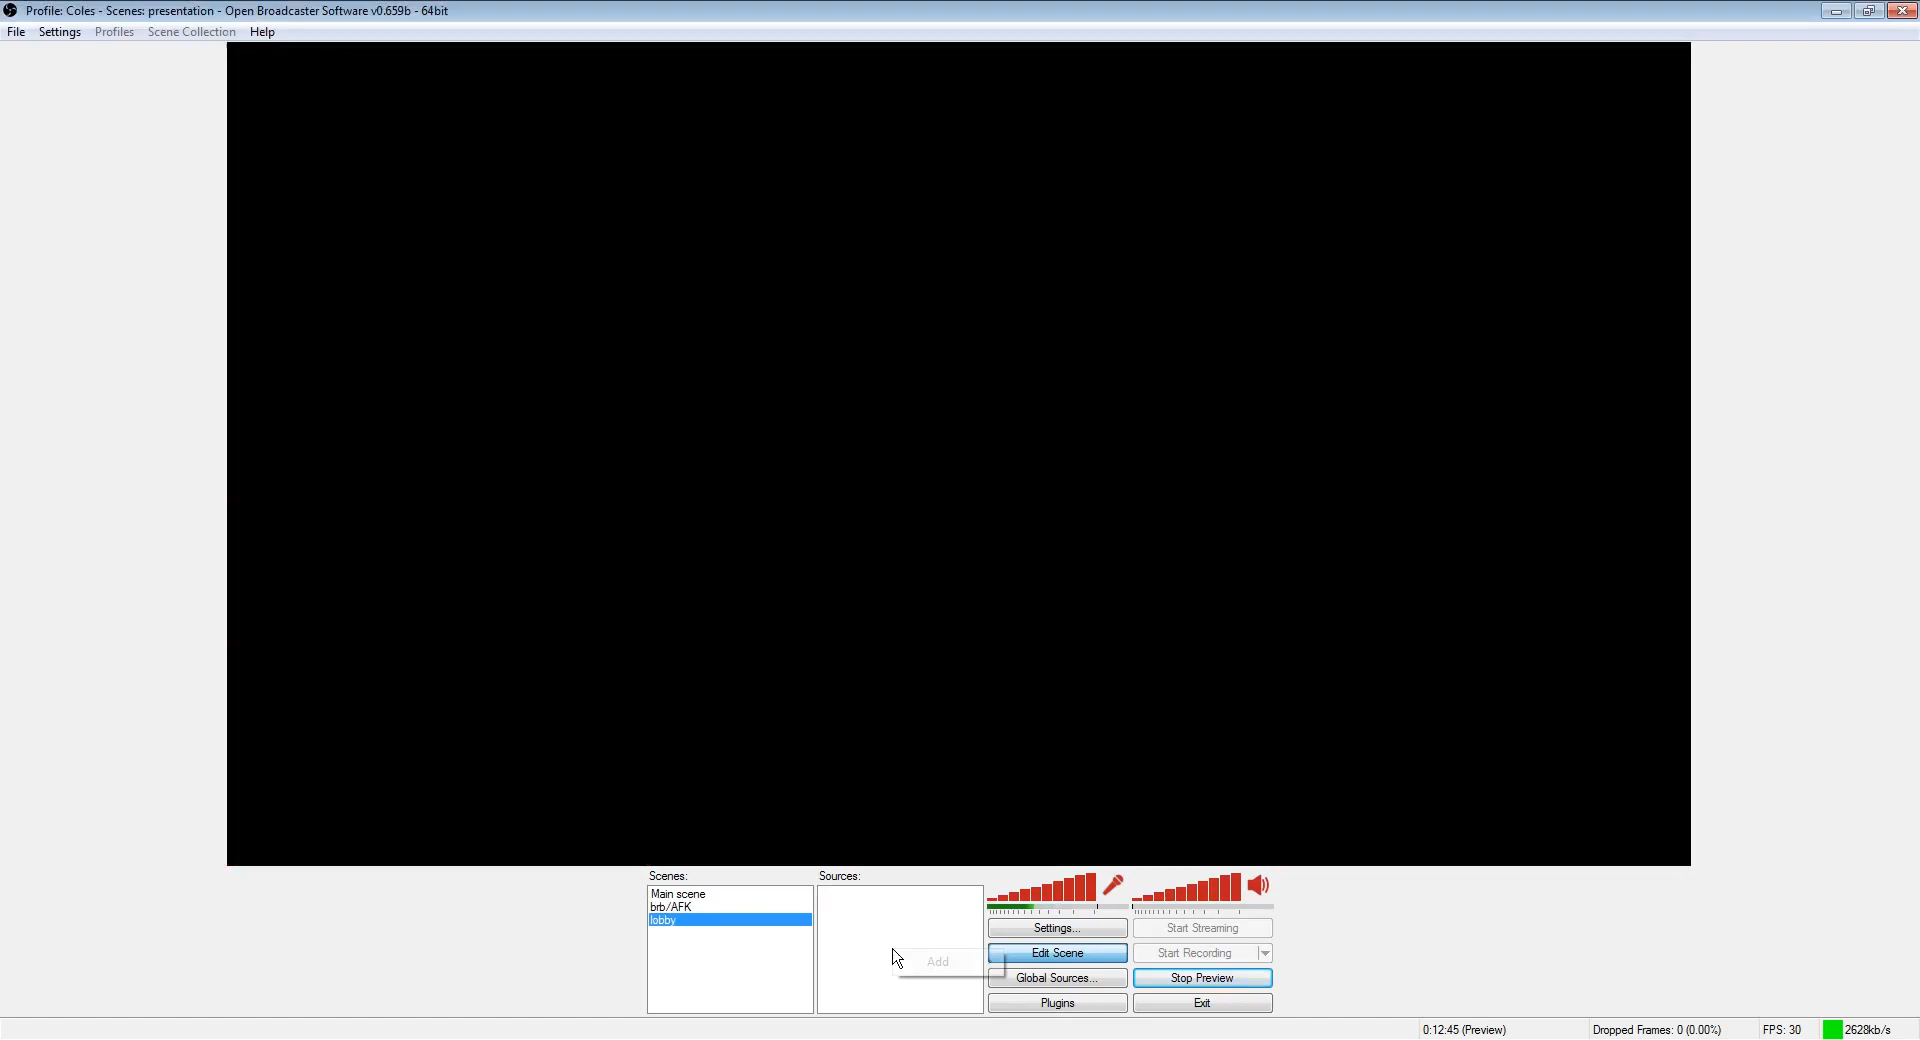 Profile: Coles - Scenes: presentation - Open Broadcaster Software v0.659b - 64bit
File Settings Profiles Scene Collection Help
Scenes: Sources:
Main scene
brb/AFK
lobby
Add
Settings... Start Streaming
Edit Scene Start Recording
Global Sources... Stop Preview
Plugins Exit
0:12:45 (Preview) Dropped Frames: 0 (0.00%) FPS: 30 2628kb/s